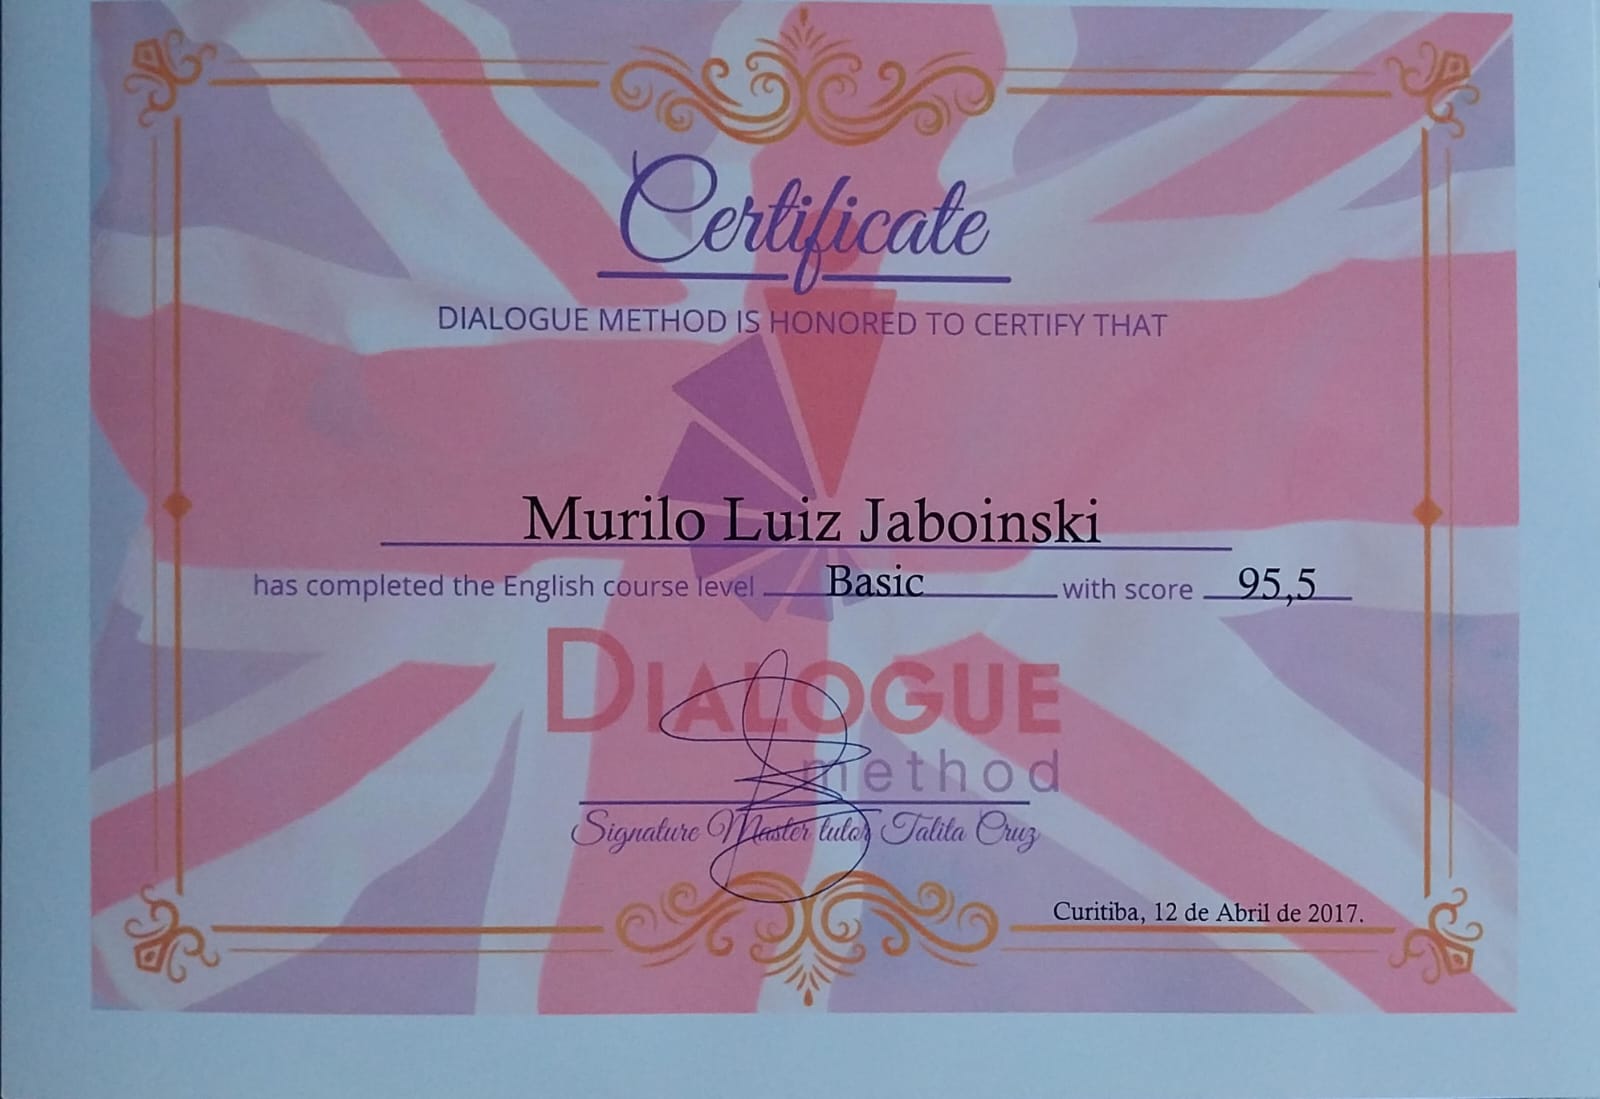 Certificate
DIALOGUE METHOD IS HONORED TO CERTIFY THAT
Murilo Luiz Jaboinski
has completed the English course level Basic with score 95,5
DIALOGUE
method
Signature Master tutor Talita Cruz
Curitiba, 12 de Abril de 2017.